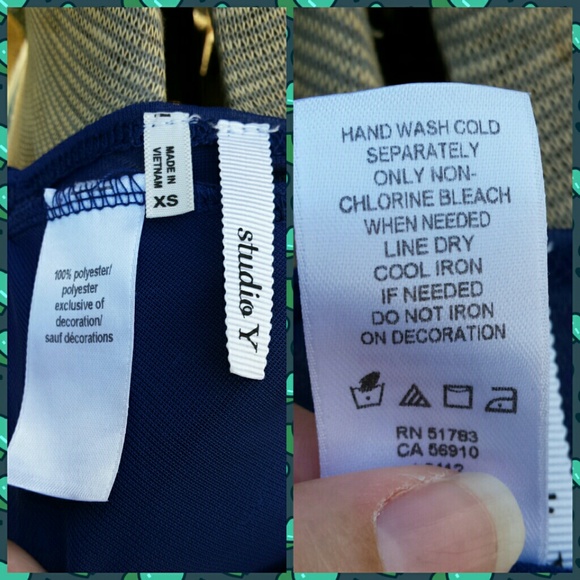 MADE IN
VIETNAM
XS
studio Y
100% polyester/
polyester
exclusive of
decoration/
sauf décorations
HAND WASH COLD
SEPARATELY
ONLY NON-
CHLORINE BLEACH
WHEN NEEDED
LINE DRY
COOL IRON
IF NEEDED
DO NOT IRON
ON DECORATION
RN 51783
CA 56910